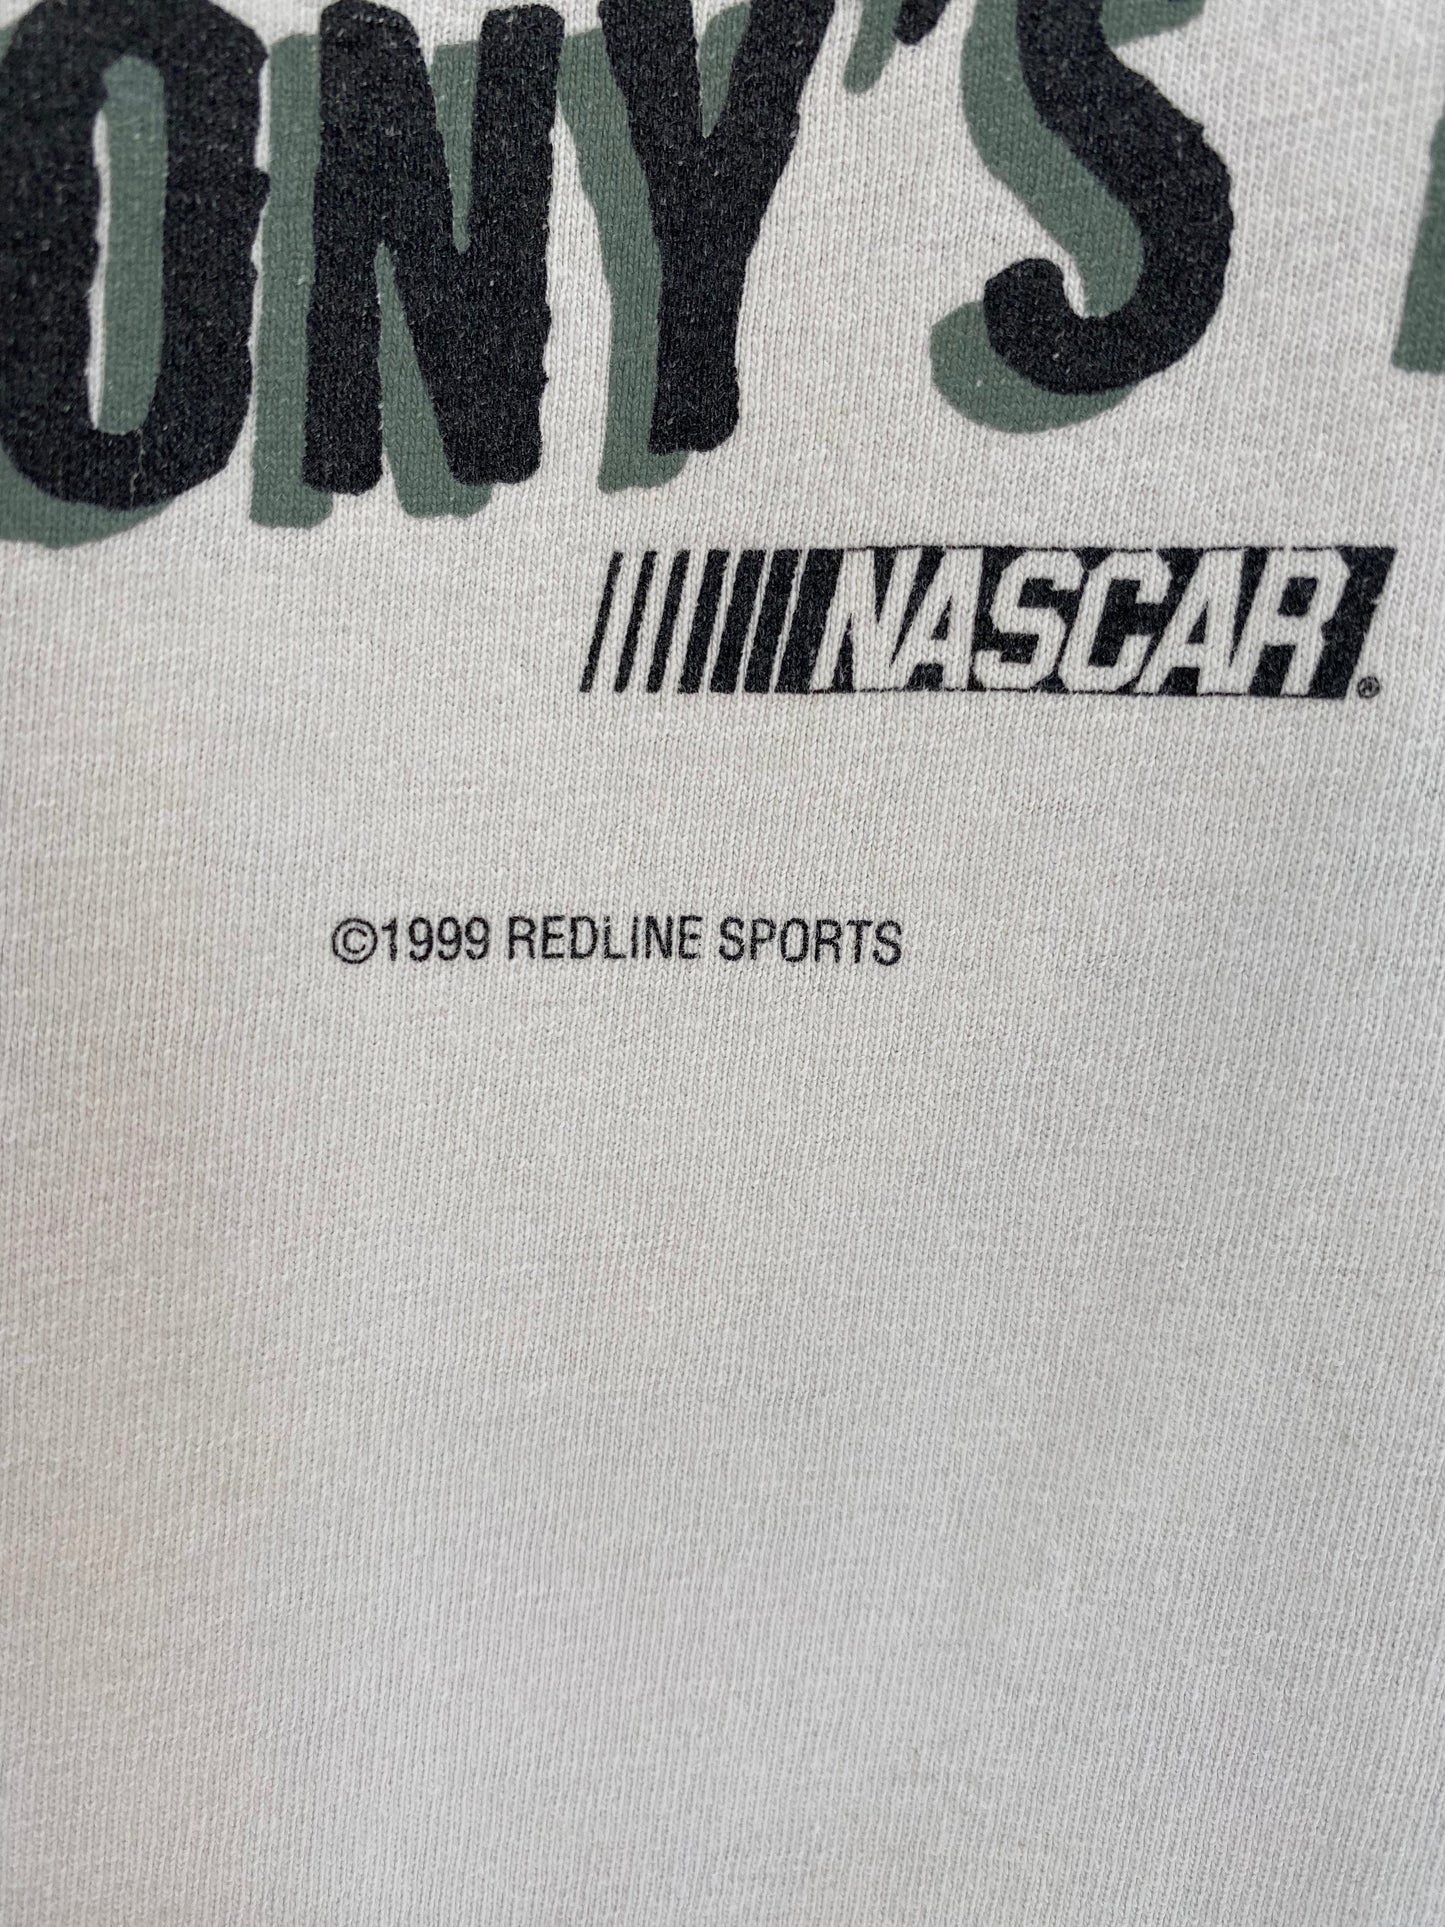 ONY'S
NASCAR®
©1999 REDLINE SPORTS